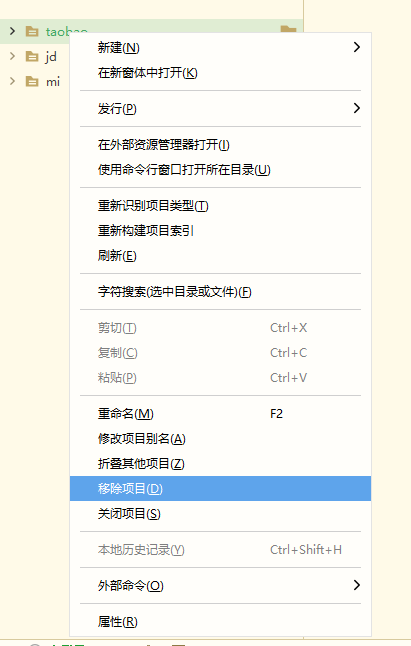 taobao
jd
mi
新建(N)
在新窗体中打开(K)
发行(P)
在外部资源管理器打开(I)
使用命令行窗口打开所在目录(U)
重新识别项目类型(T)
重新构建项目索引
刷新(E)
字符搜索(选中目录或文件)(F)
剪切(T) Ctrl+X
复制(C) Ctrl+C
粘贴(P) Ctrl+V
重命名(M) F2
修改项目别名(A)
折叠其他项目(Z)
移除项目(D)
关闭项目(S)
本地历史记录(Y) Ctrl+Shift+H
外部命令(O)
属性(R)